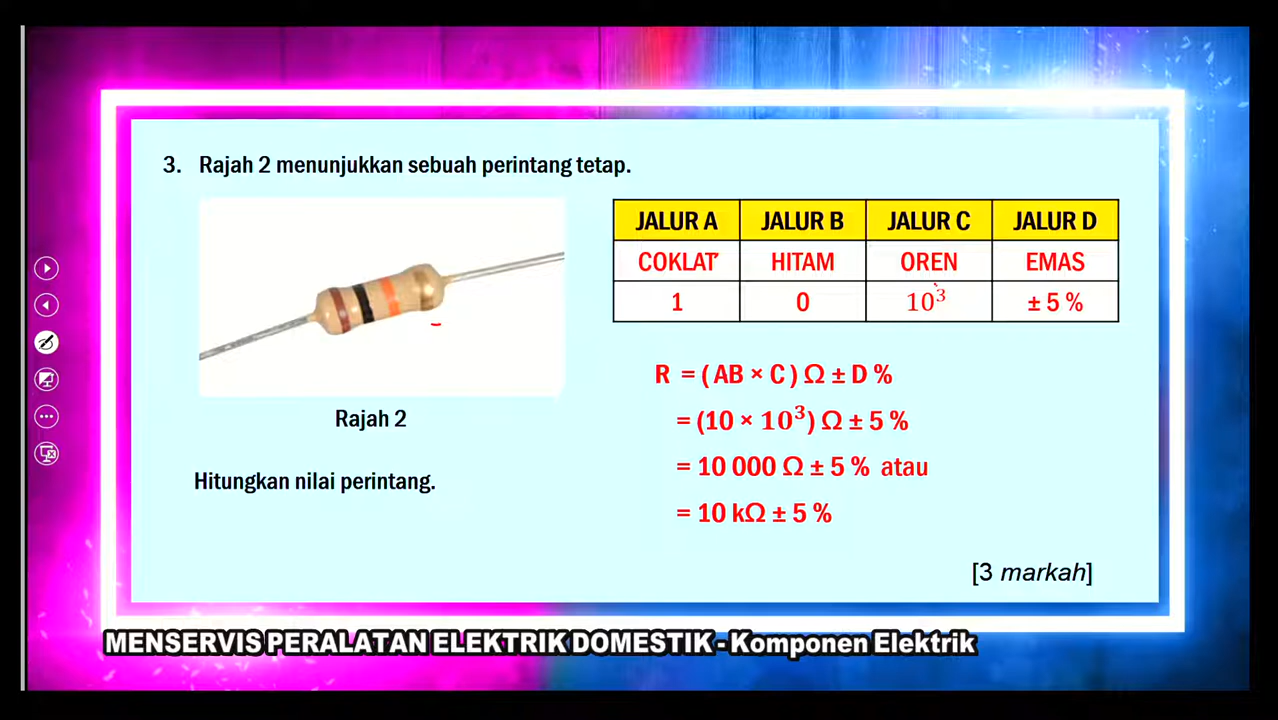 3. Rajah 2 menunjukkan sebuah perintang tetap.
JALUR A JALUR B JALUR C JALUR D
COKLAT HITAM OREN EMAS
1 0 10³ ± 5 %
R = ( AB × C ) Ω ± D %
= (10 × 10³) Ω ± 5 %
= 10 000 Ω ± 5 % atau
= 10 kΩ ± 5 %
Rajah 2
Hitungkan nilai perintang.
[3 markah]
MENSERVIS PERALATAN ELEKTRIK DOMESTIK - Komponen Elektrik